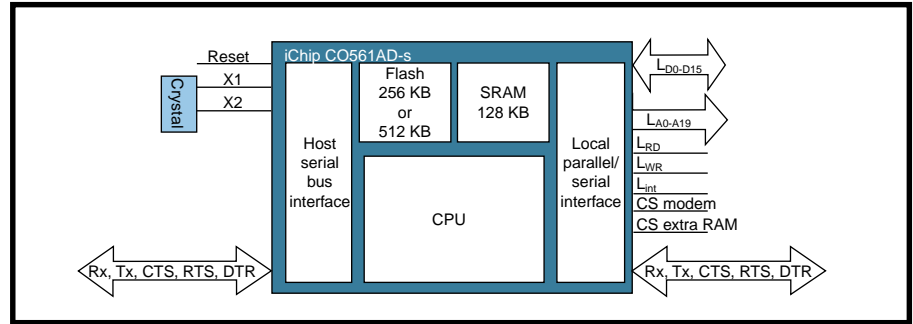 Reset
X1
X2
Crystal
iChip CO561AD-s
Host
serial
bus
interface
Flash
256 KB
or
512 KB
SRAM
128 KB
CPU
Local
parallel/
serial
interface
LD0-D15
LA0-A19
LRD
LWR
Lint
CS modem
CS extra RAM
Rx, Tx, CTS, RTS, DTR
Rx, Tx, CTS, RTS, DTR